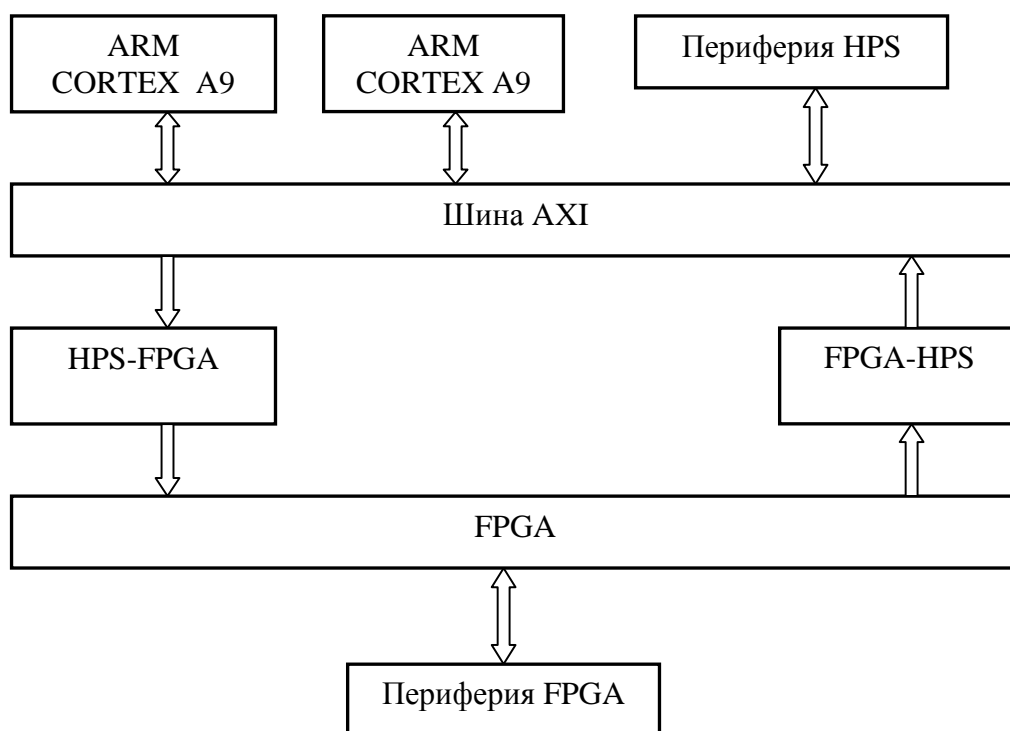 ARM
CORTEX A9
ARM
CORTEX A9
Периферия HPS
Шина AXI
HPS-FPGA
FPGA-HPS
FPGA
Периферия FPGA